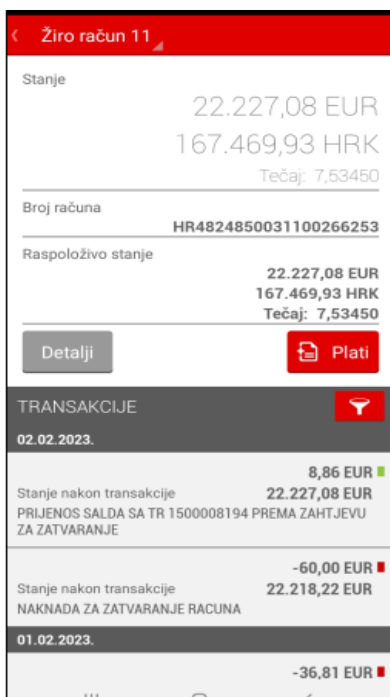 Žiro račun 11
Stanje
22.227,08 EUR
167.469,93 HRK
Tečaj: 7,53450
Broj računa
HR4824850031100266253
Raspoloživo stanje
22.227,08 EUR
167.469,93 HRK
Tečaj: 7,53450
Detalji
Plati
TRANSAKCIJE
02.02.2023.
8,86 EUR
Stanje nakon transakcije 22.227,08 EUR
PRIJENOS SALDA SA TR 1500008194 PREMA ZAHTJEVU
ZA ZATVARANJE
-60,00 EUR
Stanje nakon transakcije 22.218,22 EUR
NAKNADA ZA ZATVARANJE RACUNA
01.02.2023.
-36,81 EUR